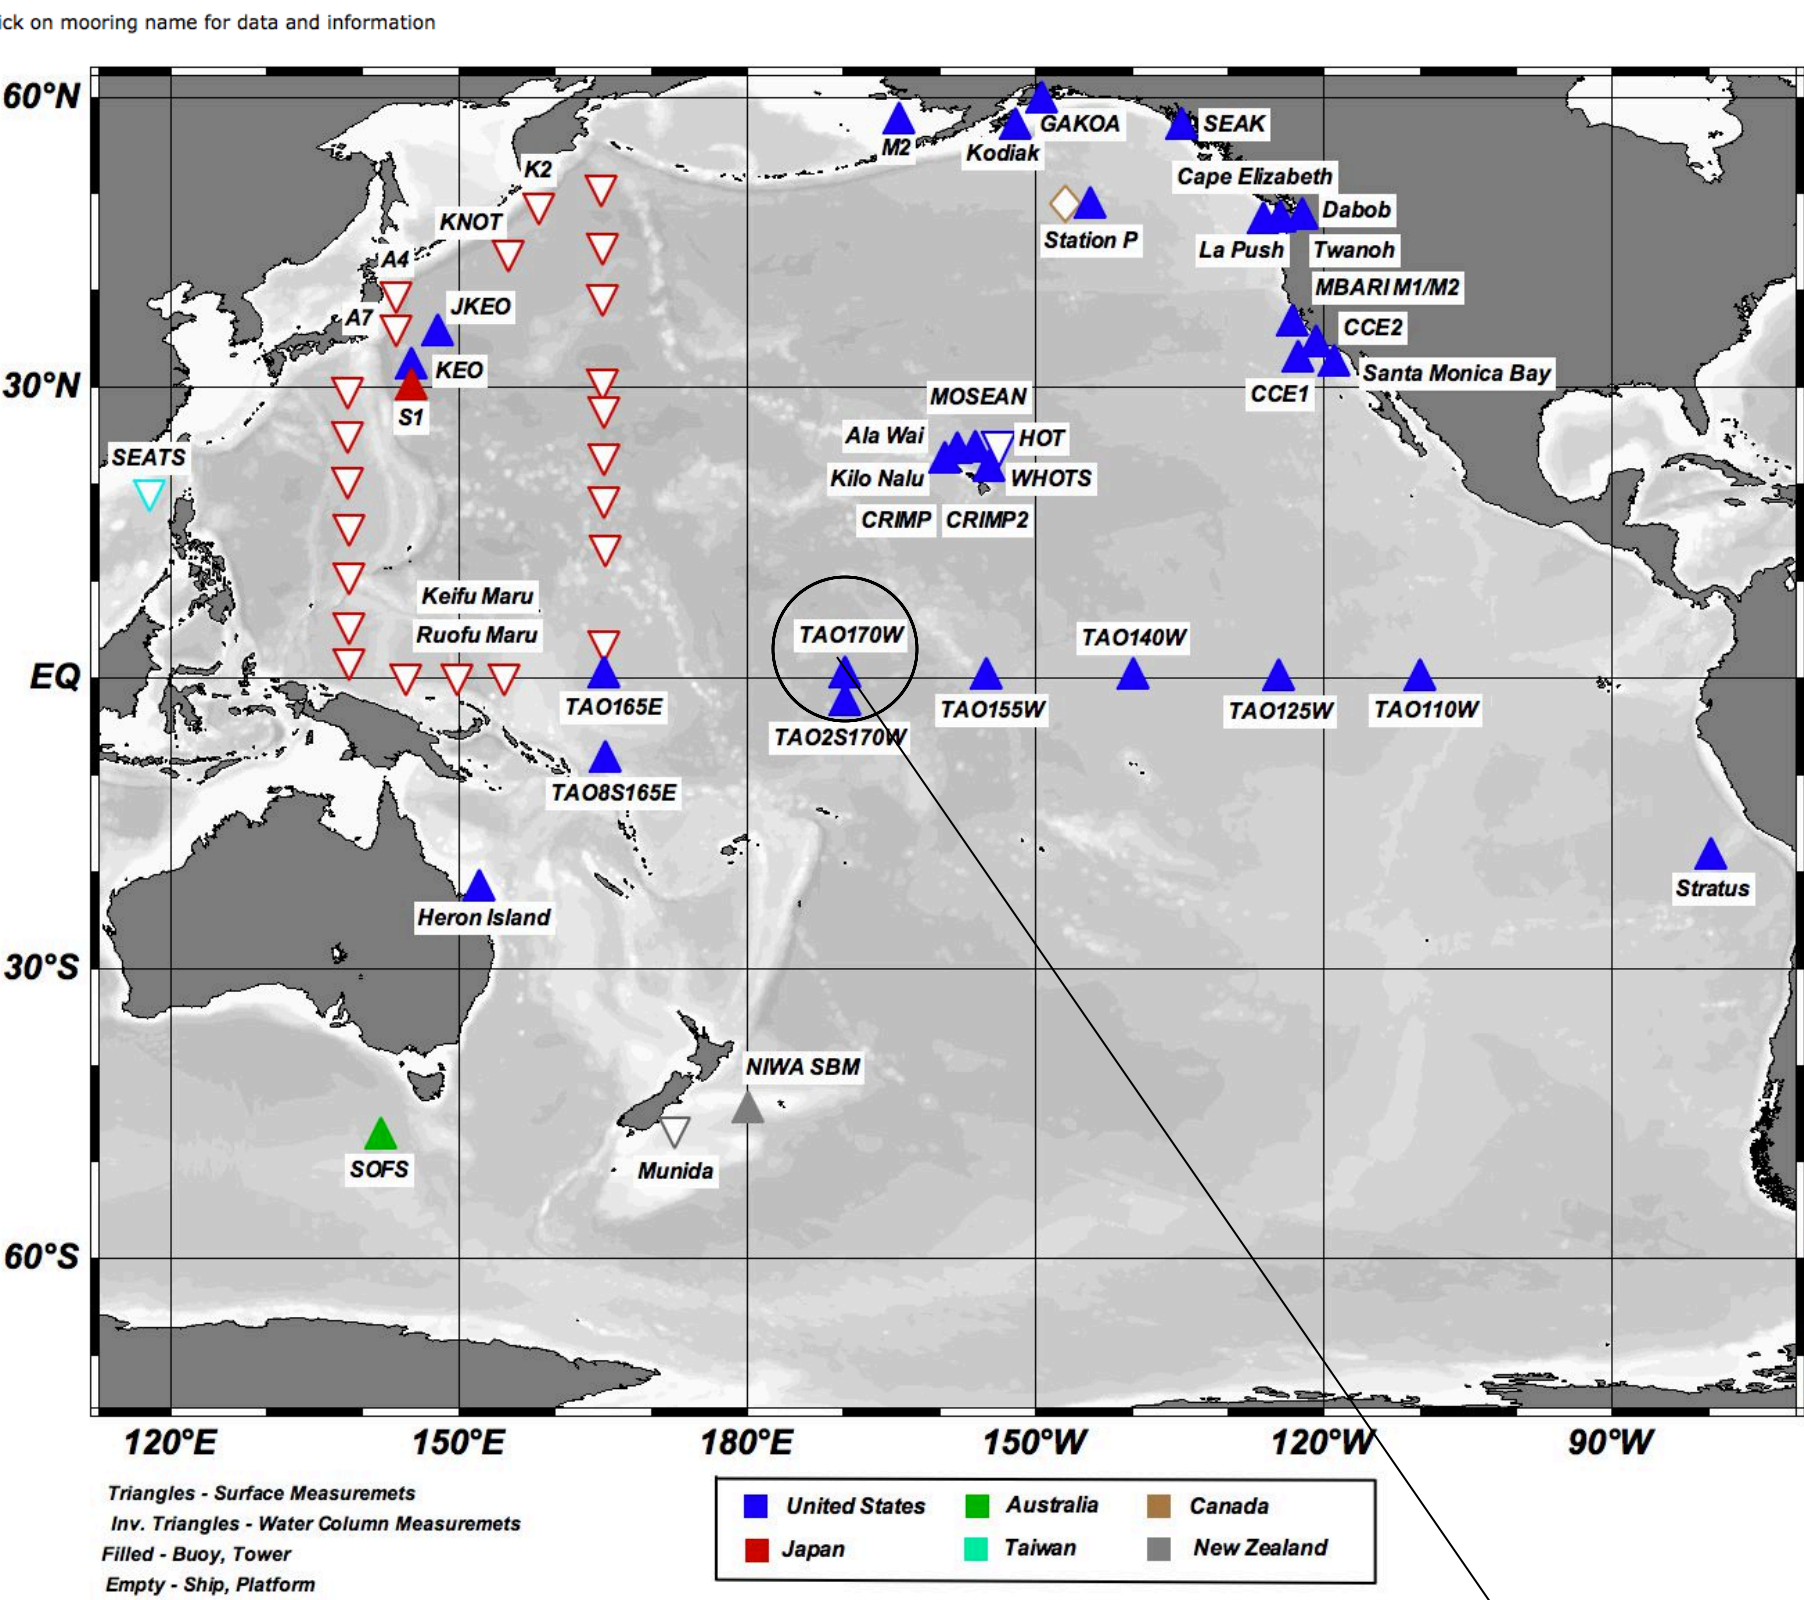 ick on mooring name for data and information
60°N
GAKOA
SEAK
M2
Kodiak
K2
Cape Elizabeth
KNOT
Dabob
Station P
La Push
Twanoh
A4
MBARI M1/M2
JKEO
A7
CCE2
KEO
Santa Monica Bay
30°N
CCE1
MOSEAN
S1
Ala Wai
HOT
SEATS
Kilo Nalu
WHOTS
CRIMP
CRIMP2
Keifu Maru
Ruofu Maru
TAO170W
TAO140W
EQ
TAO165E
TAO155W
TAO125W
TAO110W
TAO2S170W
TAO8S165E
Stratus
Heron Island
30°S
NIWA SBM
SOFS
Munida
60°S
120°E
150°E
180°E
150°W
120°W
90°W
Triangles - Surface Measuremets
Inv. Triangles - Water Column Measuremets
Filled - Buoy, Tower
Empty - Ship, Platform
United States
Australia
Canada
Japan
Taiwan
New Zealand